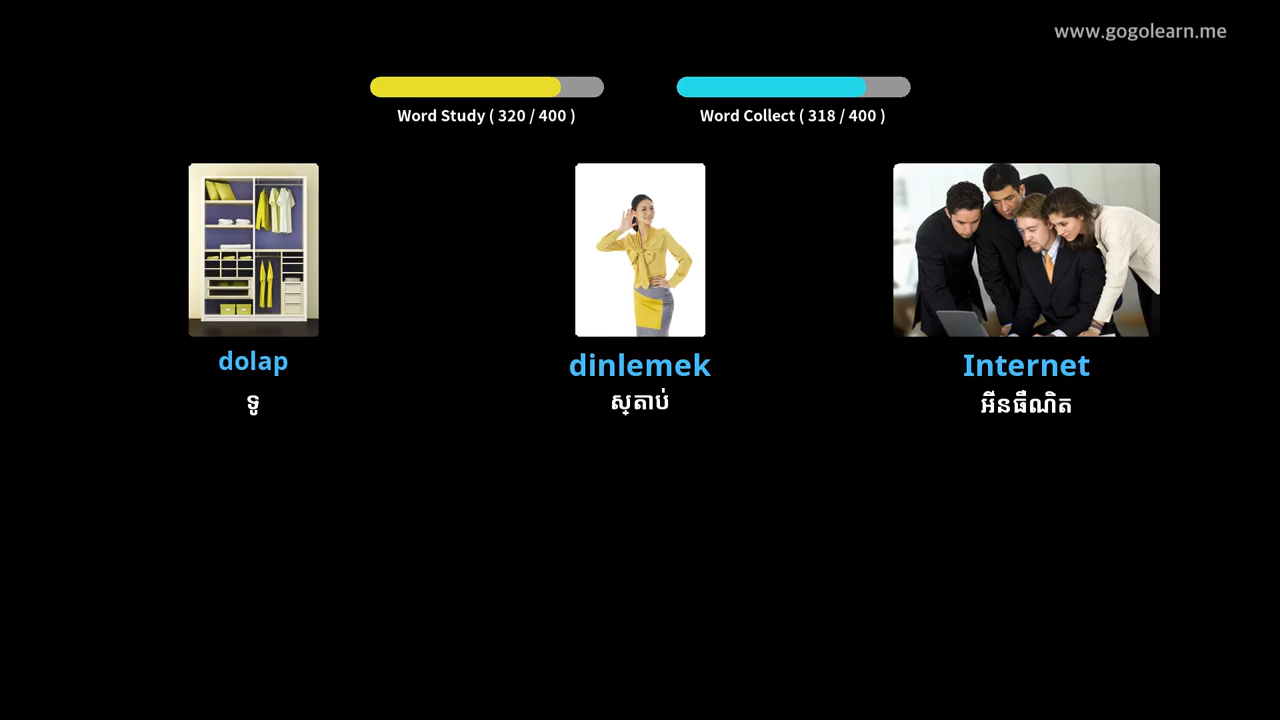 www.gogolearn.me
Word Study ( 320 / 400 )
Word Collect ( 318 / 400 )
dolap
dinlemek
Internet
ទូ
ស្តាប់
អីនធឺណិត